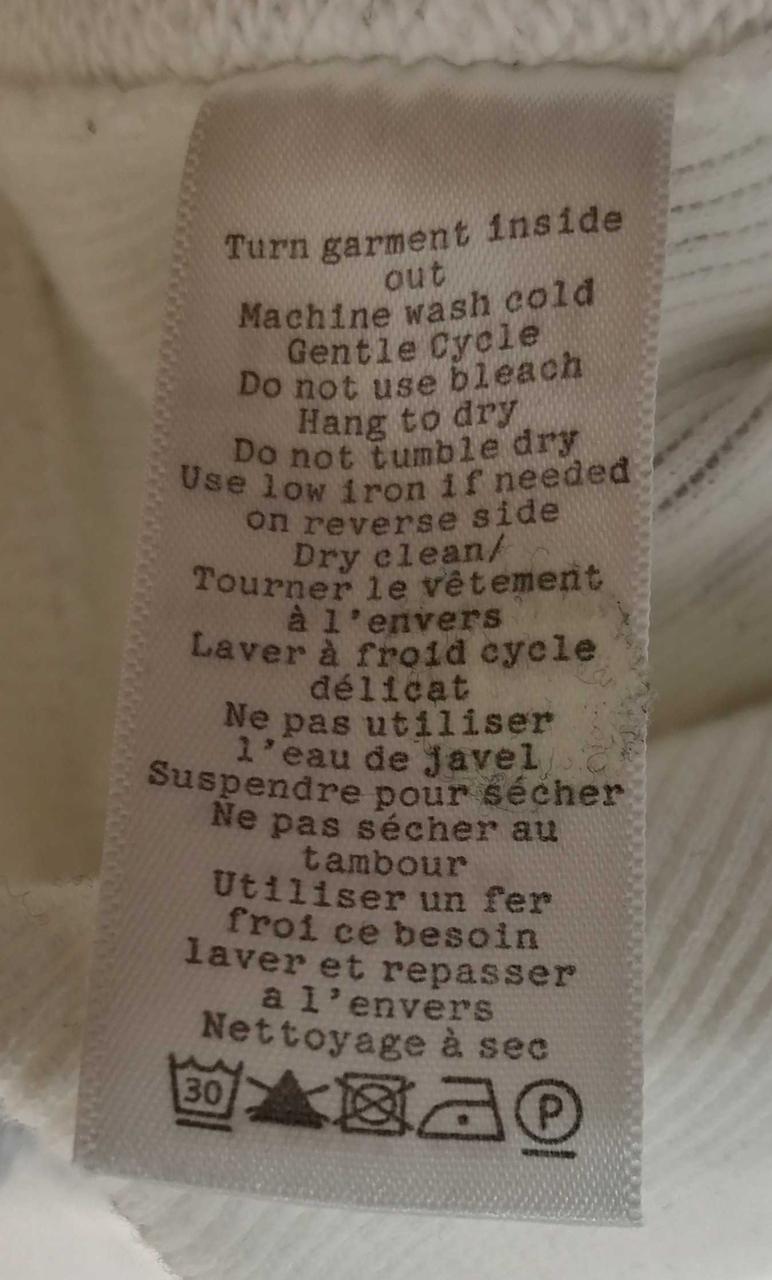 Turn garment inside
out
Machine wash cold
Gentle Cycle
Do not use bleach
Hang to dry
Do not tumble dry
Use low iron if needed
on reverse side
Dry clean/
Tourner le vêtement
à l'envers
Laver à froid cycle
délicat
Ne pas utiliser
l'eau de javel
Suspendre pour sécher
Ne pas sécher au
tambour
Utiliser un fer
froi ce besoin
laver et repasser
a l'envers
Nettoyage à sec
30 P